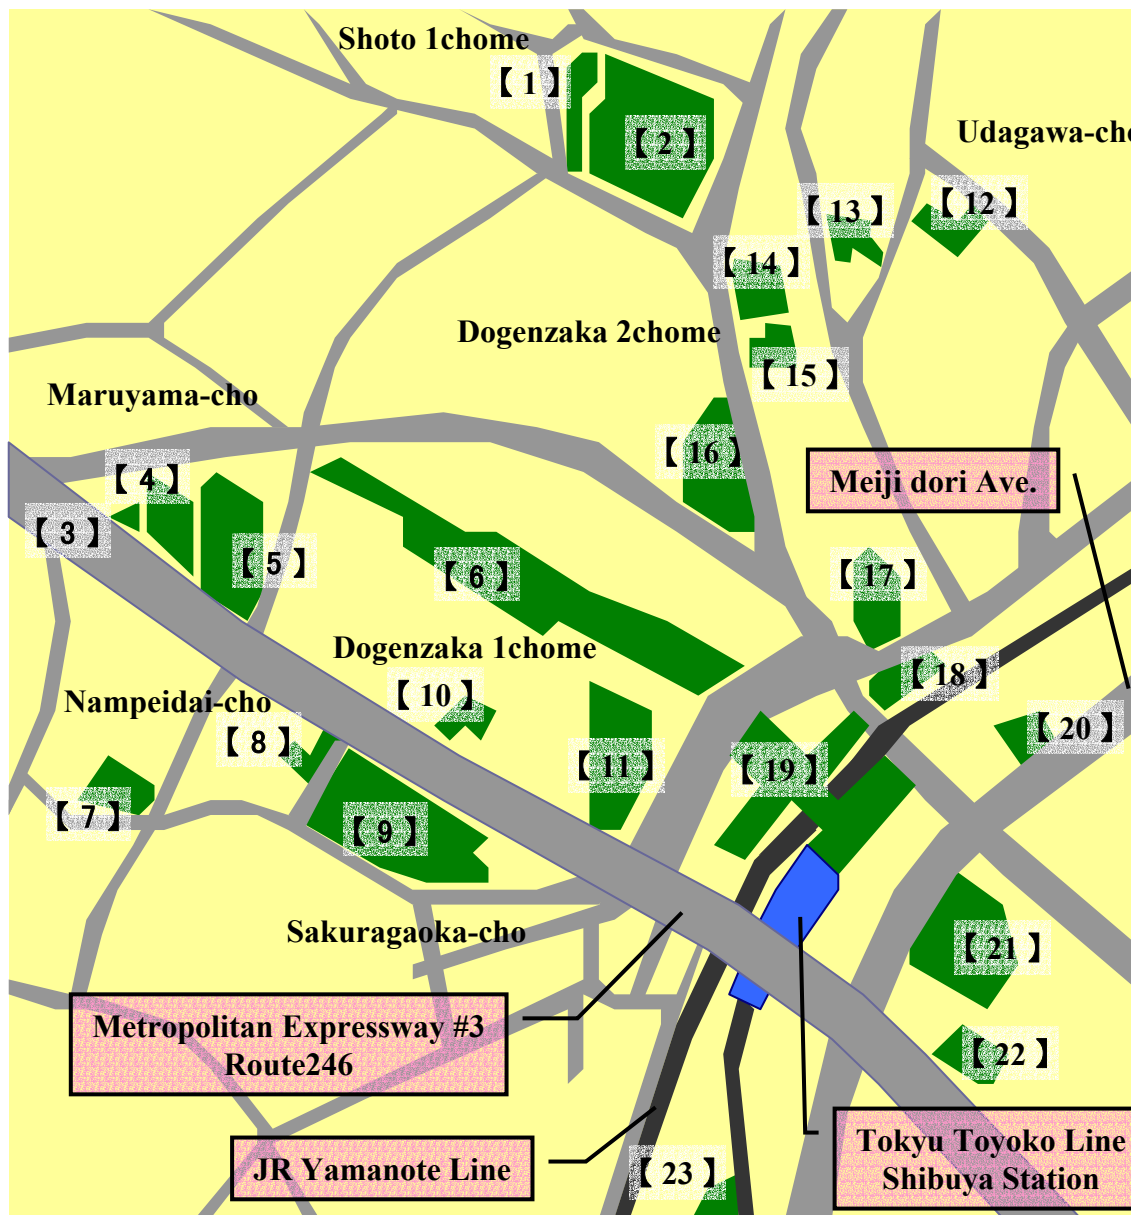 Shoto 1chome
【 1 】
【 2 】
Udagawa-cho
【 12 】
【 13 】
【 14 】
Dogenzaka 2chome
【 15 】
Maruyama-cho
【 16 】
【 4 】
Meiji dori Ave.
【 3 】
【 5 】
【 6 】
【 17 】
Dogenzaka 1chome
【 18 】
Nampeidai-cho
【 10 】
【 20 】
【 8 】
【 11 】
【 19 】
【 7 】
【 9 】
Sakuragaoka-cho
【 21 】
Metropolitan Expressway #3
Route246
【 22 】
Tokyu Toyoko Line
Shibuya Station
JR Yamanote Line
【 23 】